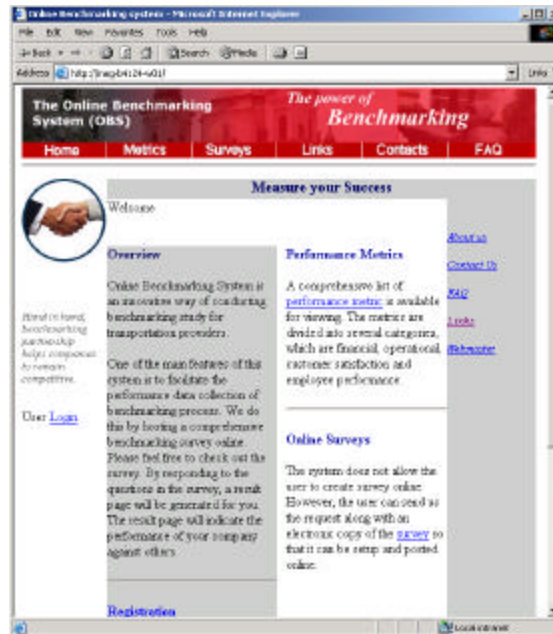 Online Benchmarking system - Microsoft Internet Explorer
File Edit View Favorites Tools Help
Back Search Media
Address Links
The Online Benchmarking
System (OBS)
The power of
Benchmarking
Home Metrics Surveys Links Contacts FAQ
Measure your Success
Welcome
Hand in hand,
benchmarking
partnership
helps companies
to remain
competitive.
User Login
Overview
Online Benchmarking System is
an innovative way of conducting
benchmarking study for
transportation providers.
One of the main features of this
system is to facilitate the
performance data collection of
benchmarking process. We do
this by hosting a comprehensive
benchmarking survey online.
Please feel free to check out the
survey. By responding to the
questions in the survey, a result
page will be generated for you.
The result page will indicate the
performance of your company
against others.
Registration
Performance Metrics
A comprehensive list of
performance metric is available
for viewing. The metrics are
divided into several categories,
which are financial, operational,
customer satisfaction and
employee performance.
Online Surveys
The system does not allow the
user to create survey online.
However, the user can send us
the request along with an
electronic copy of the survey so
that it can be setup and posted
online.
About us
Contact Us
FAQ
Links
Webmaster
Local intranet